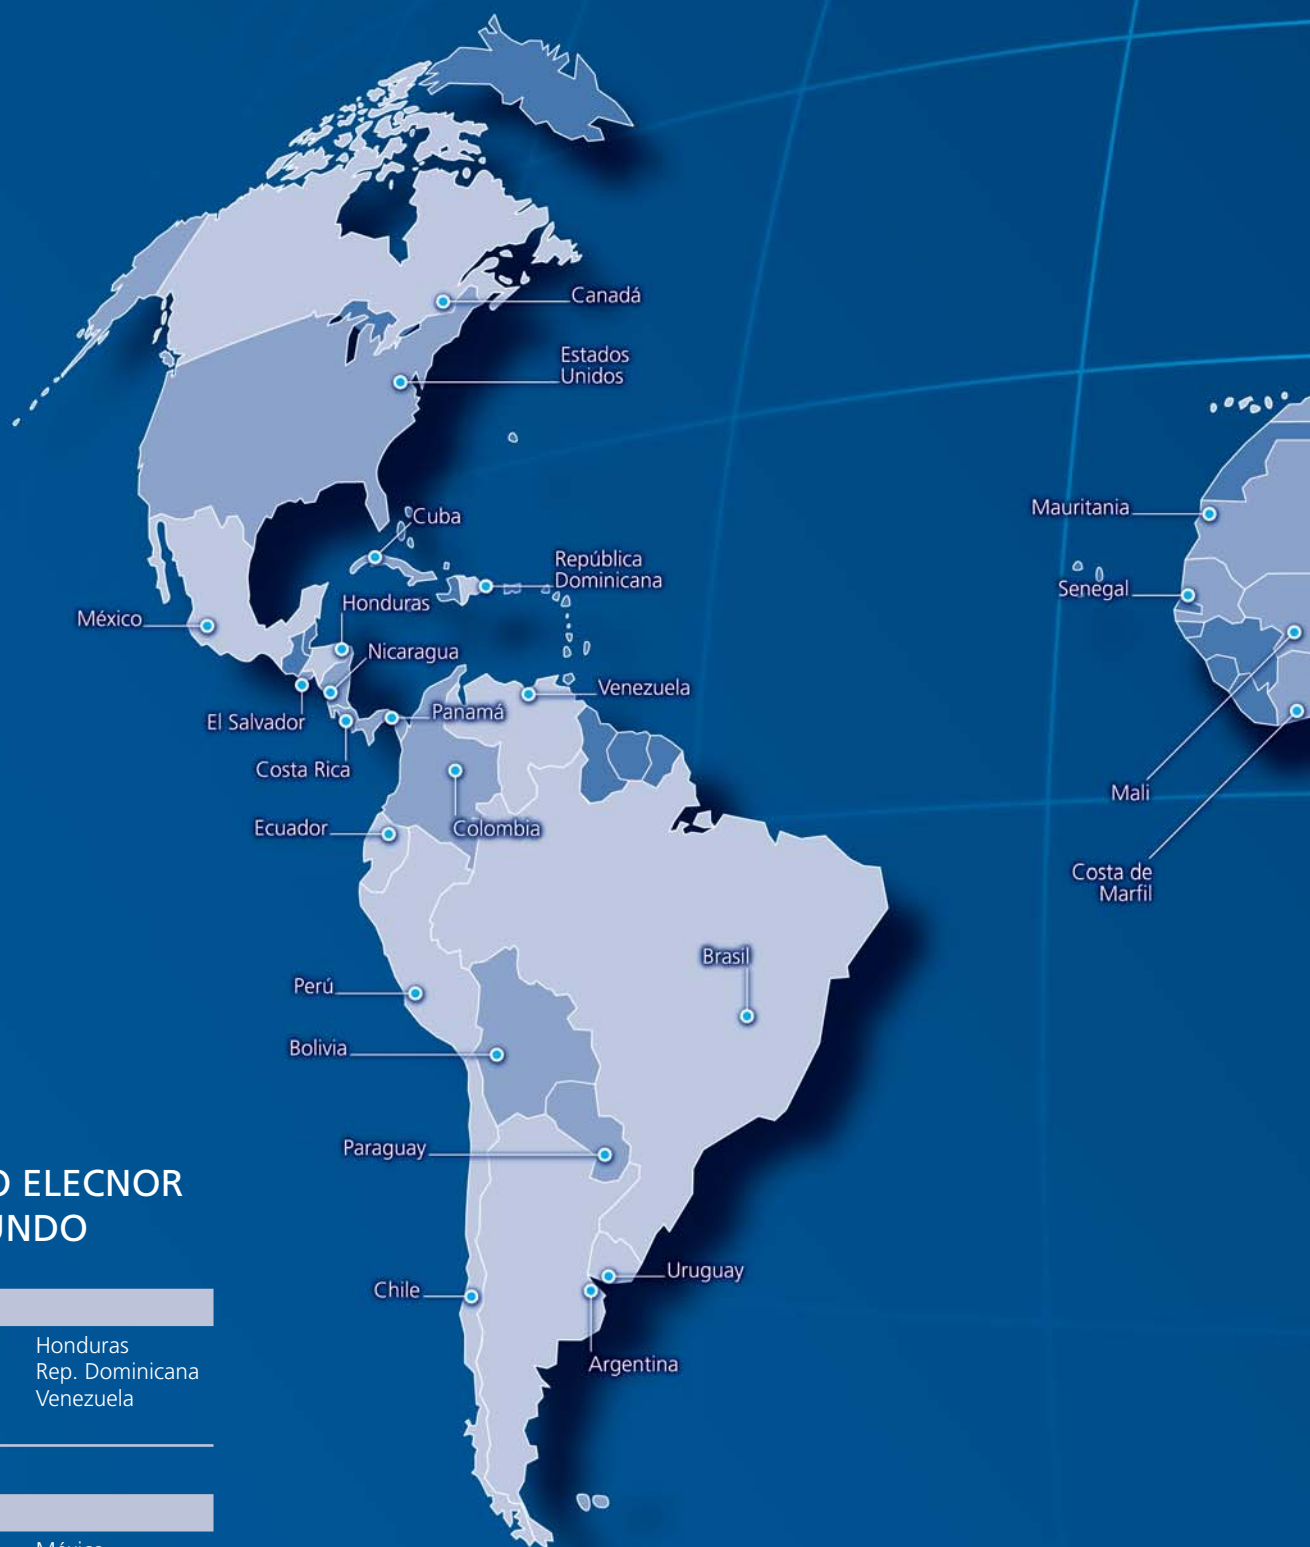 Canadá
Estados
Unidos
Cuba
República
Dominicana
Honduras
México
Nicaragua
Venezuela
El Salvador
Panamá
Costa Rica
Ecuador
Colombia
Brasil
Perú
Bolivia
Paraguay
Uruguay
Chile
Argentina
Mauritania
Senegal
Mali
Costa de
Marfil
O ELECNOR
UNDO
Honduras
Rep. Dominicana
Venezuela
México